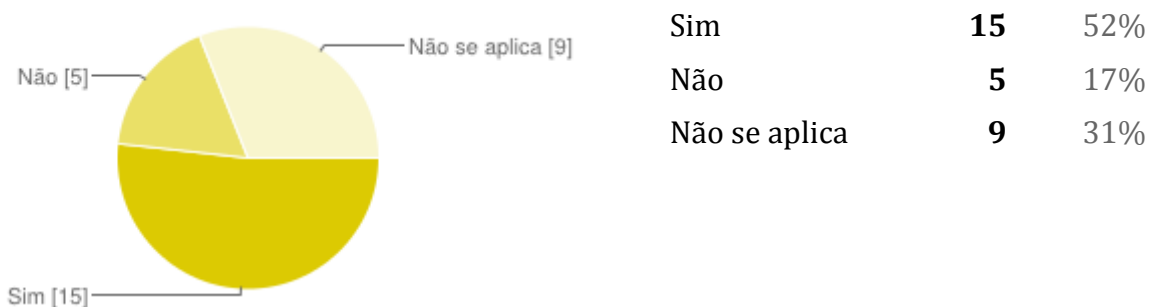 Não se aplica [9]
Não [5]
Sim [15]
Sim 15 52%
Não 5 17%
Não se aplica 9 31%